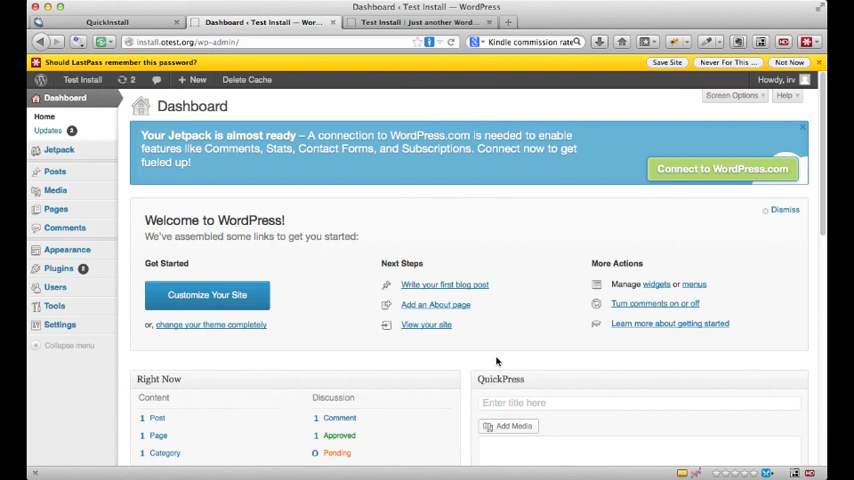 Dashboard ‹ Test Install — WordPress
QuickInstall
Dashboard ‹ Test Install — Wor...
Test Install | Just another Word...
install.otest.org/wp-admin/
Kindle commission rate
Should LastPass remember this password?
Save Site
Never For This ...
Not Now
Test Install
2
+ New
Delete Cache
Howdy, irv
Dashboard
Home
Updates 2
Jetpack
Posts
Media
Pages
Comments
Appearance
Plugins 2
Users
Tools
Settings
Collapse menu
Screen Options
Help
Dashboard
Your Jetpack is almost ready – A connection to WordPress.com is needed to enable
features like Comments, Stats, Contact Forms, and Subscriptions. Connect now to get
fueled up!
Connect to WordPress.com
Dismiss
Welcome to WordPress!
We've assembled some links to get you started:
Get Started
Customize Your Site
or, change your theme completely
Next Steps
Write your first blog post
Add an About page
View your site
More Actions
Manage widgets or menus
Turn comments on or off
Learn more about getting started
Right Now
Content
1 Post
1 Page
1 Category
Discussion
1 Comment
1 Approved
0 Pending
QuickPress
Enter title here
Add Media